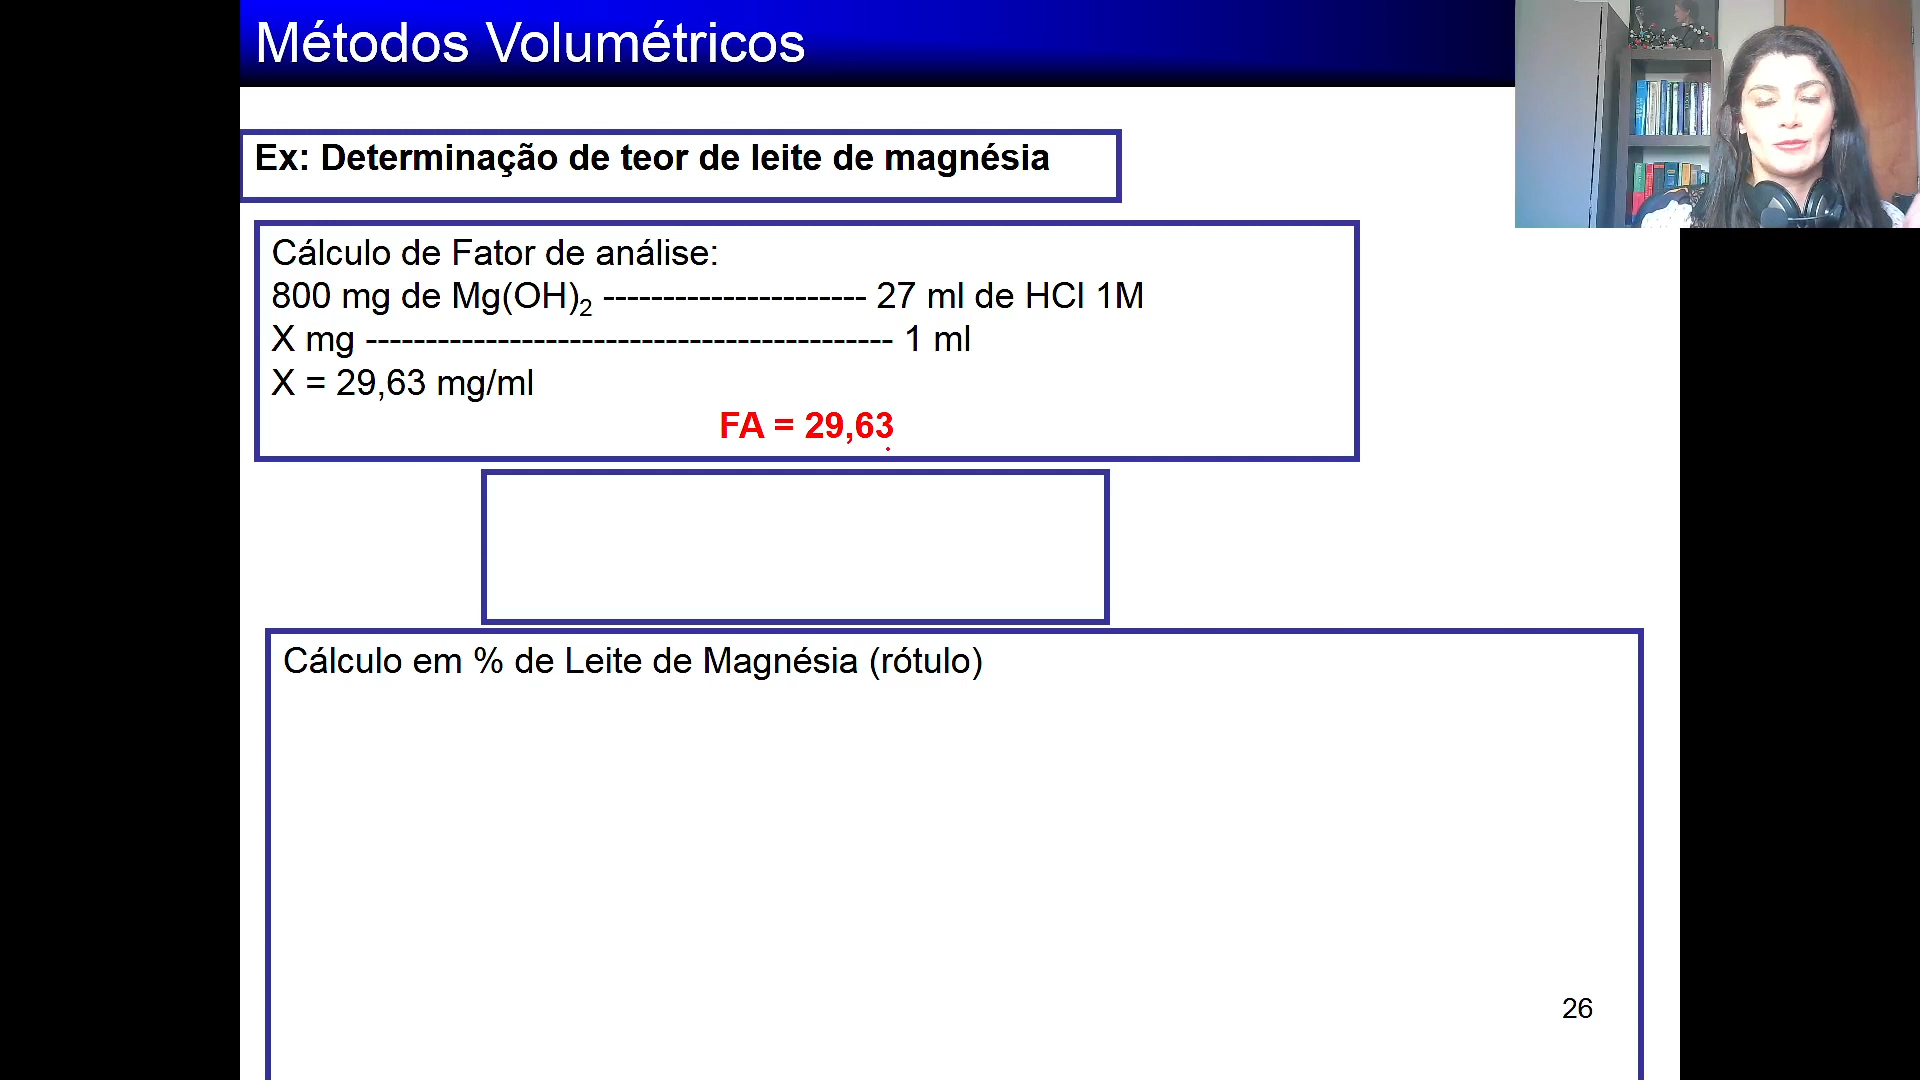 Métodos Volumétricos
Ex: Determinação de teor de leite de magnésia
Cálculo de Fator de análise:
800 mg de Mg(OH)₂ ---------------------- 27 ml de HCl 1M
X mg -------------------------------------------- 1 ml
X = 29,63 mg/ml
FA = 29,63
Cálculo em % de Leite de Magnésia (rótulo)
26